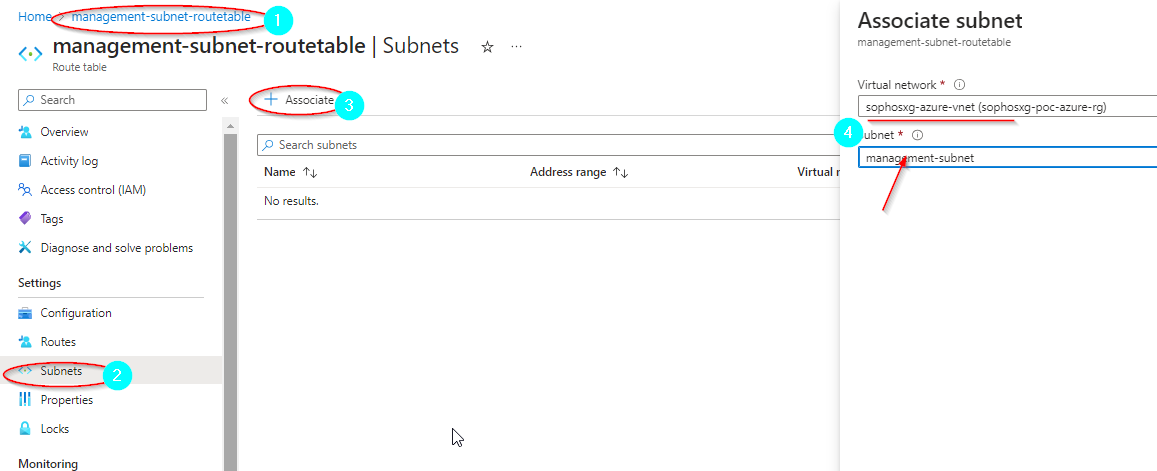 Home > management-subnet-routetable
1
management-subnet-routetable | Subnets ☆ ...
Route table
Search «
Overview
Activity log
Access control (IAM)
Tags
Diagnose and solve problems
Settings
Configuration
Routes
Subnets
2
Properties
Locks
Monitoring
+ Associate
3
Search subnets
Name ↑↓ Address range ↑↓ Virtual
No results.
Associate subnet
management-subnet-routetable
Virtual network *
sophosxg-azure-vnet (sophosxg-poc-azure-rg)
4
ubnet *
management-subnet